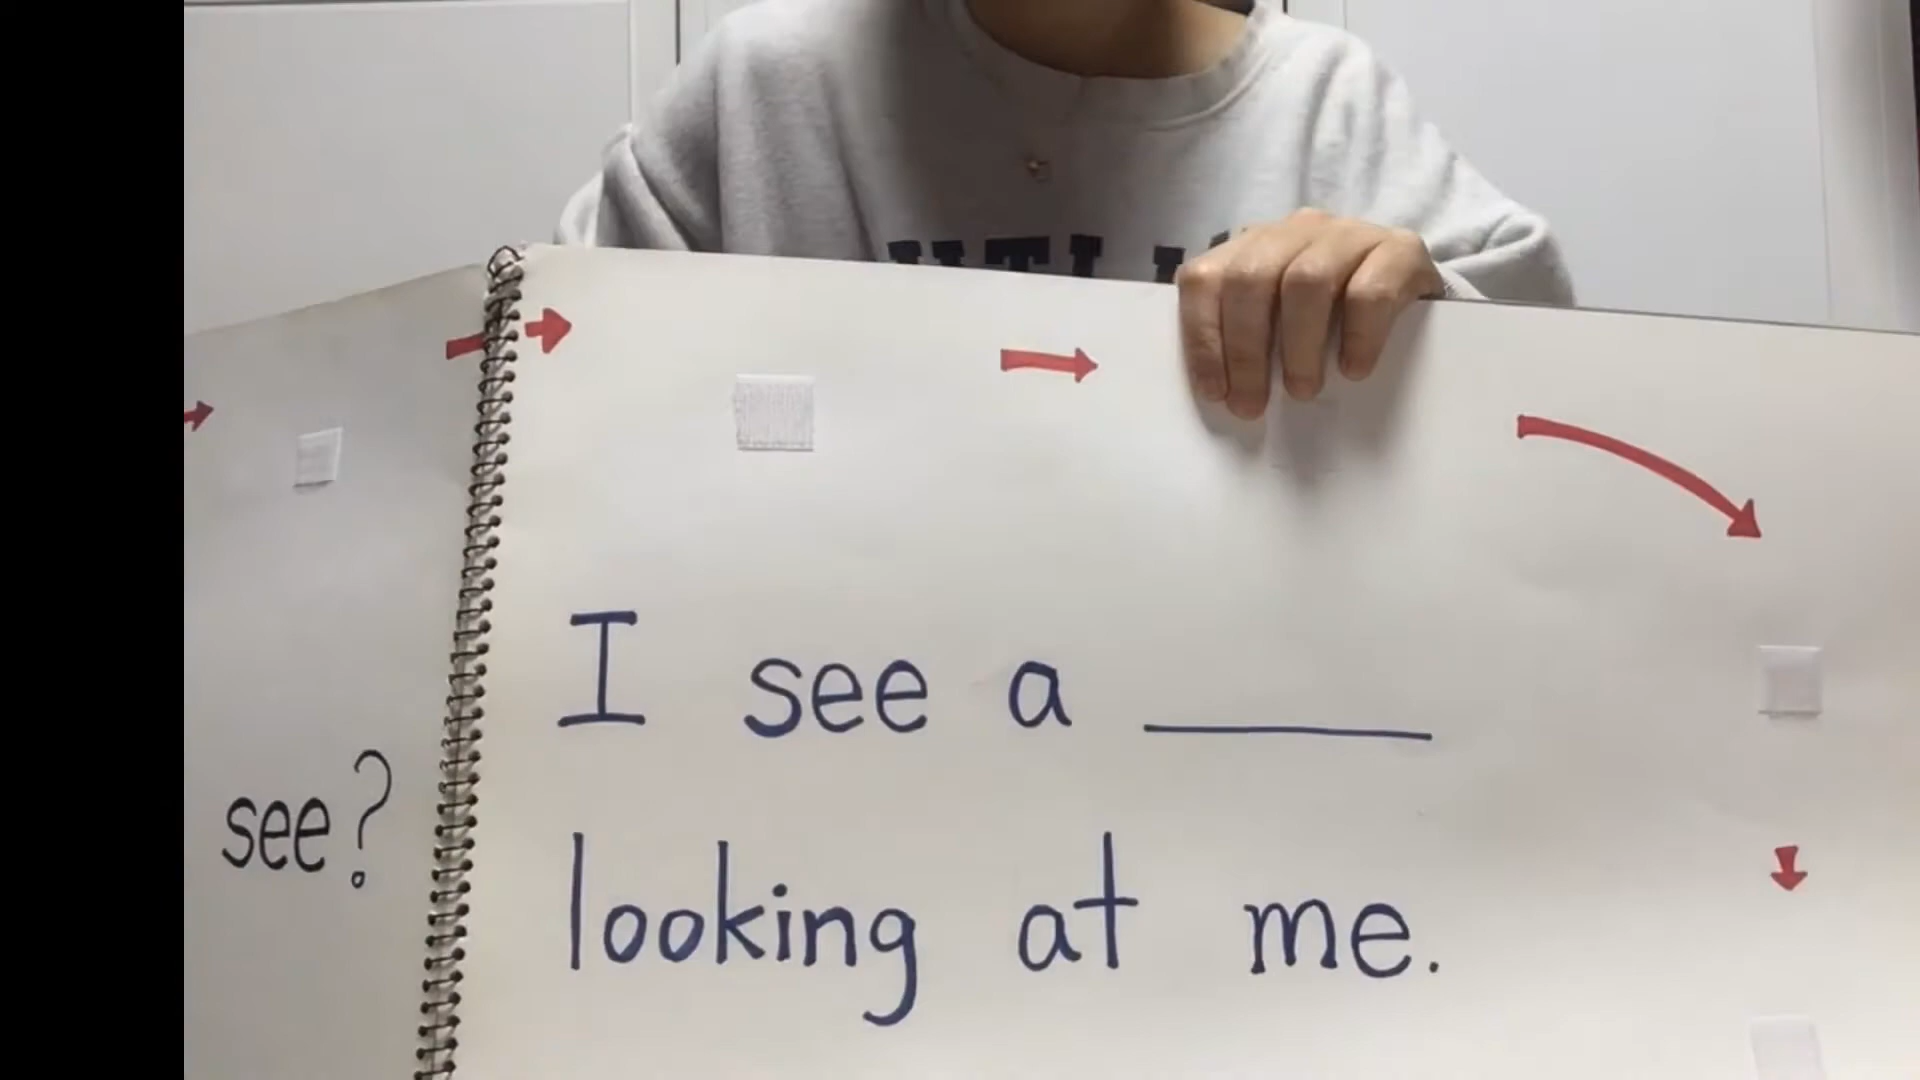 see?
I see a ____
looking at me.